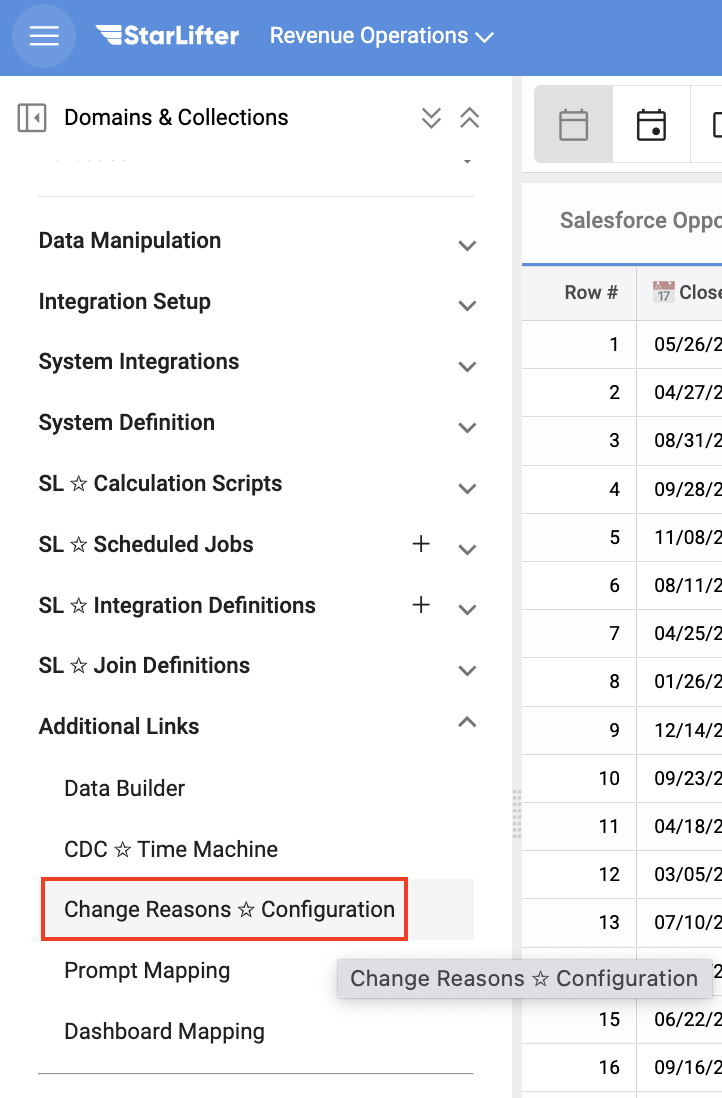 StarLifter Revenue Operations
Domains & Collections
Data Manipulation
Integration Setup
System Integrations
System Definition
SL ☆ Calculation Scripts
SL ☆ Scheduled Jobs +
SL ☆ Integration Definitions +
SL ☆ Join Definitions
Additional Links
Data Builder
CDC ☆ Time Machine
Change Reasons ☆ Configuration
Prompt Mapping
Change Reasons ☆ Configuration
Dashboard Mapping
Salesforce Oppo
Row # 17 Close
1 05/26/2
2 04/27/2
3 08/31/2
4 09/28/2
5 11/08/2
6 08/11/2
7 04/25/2
8 01/26/2
9 12/14/2
10 09/23/2
11 04/18/2
12 03/05/2
13 07/10/2
15 06/22/2
16 09/16/2